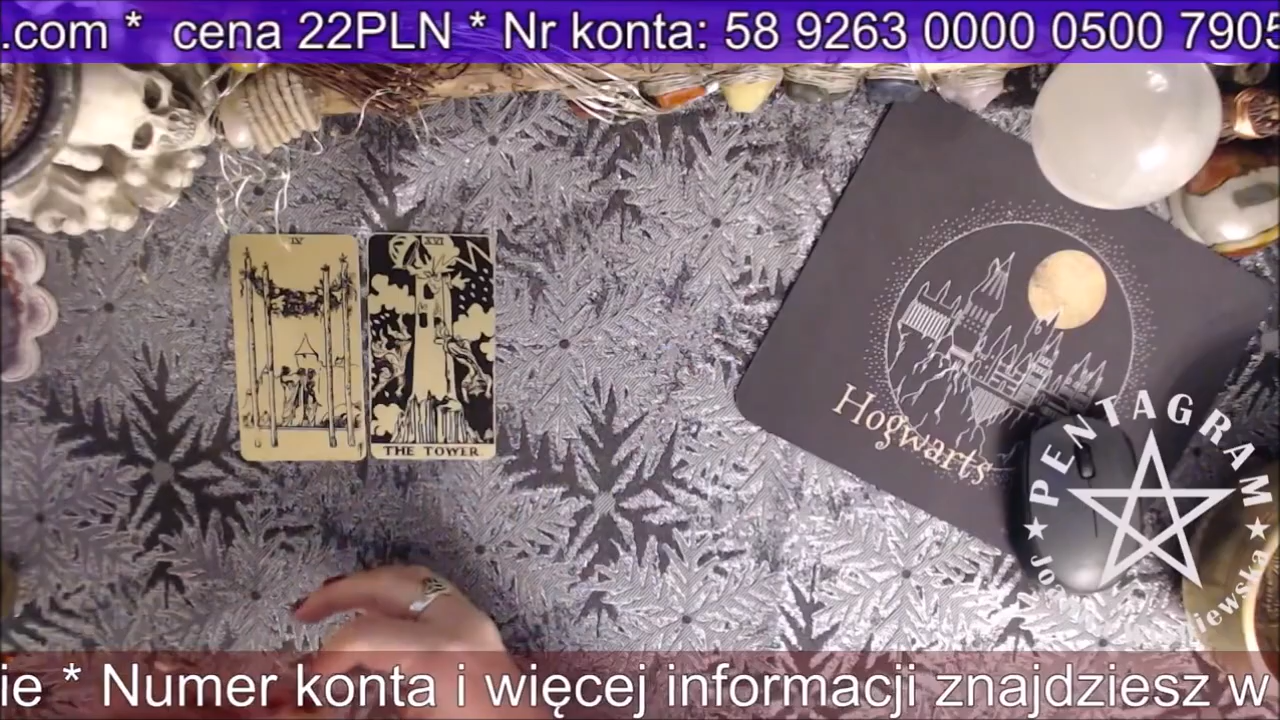 .com * cena 22PLN * Nr konta: 58 9263 0000 0500 7905
IV
XVI
THE TOWER
Hogwarts
PENTAGRAM
ie * Numer konta i więcej informacji znajdziesz w